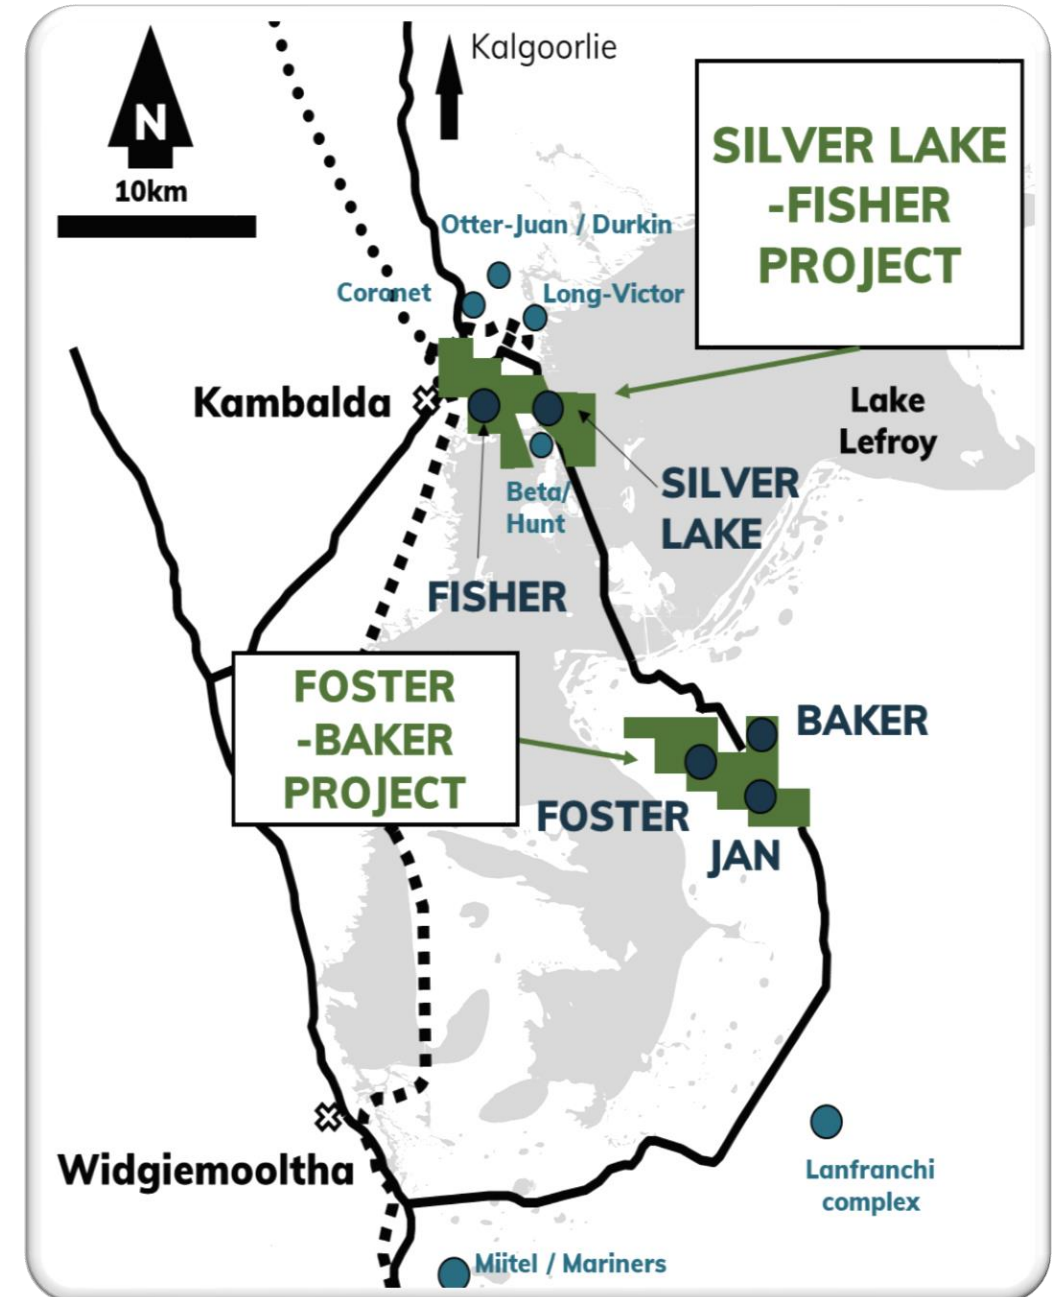 Kalgoorlie
N
10km
SILVER LAKE
-FISHER
PROJECT
Otter-Juan / Durkin
Coronet
Long-Victor
Kambalda
Lake
Lefroy
SILVER
LAKE
Beta/
Hunt
FISHER
FOSTER
-BAKER
PROJECT
BAKER
FOSTER
JAN
Widgiemooltha
Lanfranchi
complex
Miitel / Mariners